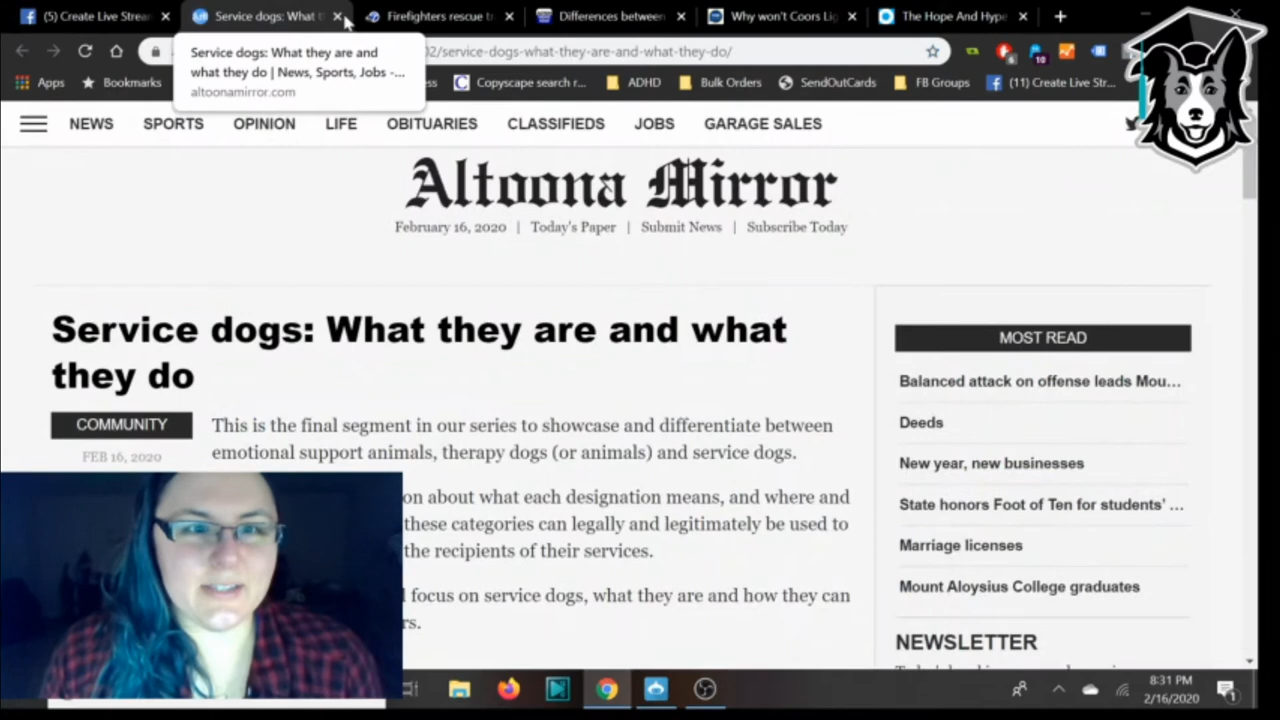 (5) Create Live Stream
Service dogs: What t
Firefighters rescue tr
Differences between
Why won't Coors Lig
The Hope And Hype
02/service-dogs-what-they-are-and-what-they-do/
Service dogs: What they are and
what they do | News, Sports, Jobs -...
altoonamirror.com
6
10
Apps
Bookmarks
Copyscape search r...
ADHD
Bulk Orders
SendOutCards
FB Groups
(11) Create Live Str...
NEWS
SPORTS
OPINION
LIFE
OBITUARIES
CLASSIFIEDS
JOBS
GARAGE SALES
Altoona Mirror
February 16, 2020 | Today's Paper | Submit News | Subscribe Today
Service dogs: What they are and what
they do
COMMUNITY
FEB 16, 2020
This is the final segment in our series to showcase and differentiate between
emotional support animals, therapy dogs (or animals) and service dogs.
on about what each designation means, and where and
these categories can legally and legitimately be used to
the recipients of their services.
focus on service dogs, what they are and how they can
MOST READ
Balanced attack on offense leads Mou...
Deeds
New year, new businesses
State honors Foot of Ten for students' ...
Marriage licenses
Mount Aloysius College graduates
NEWSLETTER
8:31 PM
2/16/2020
1